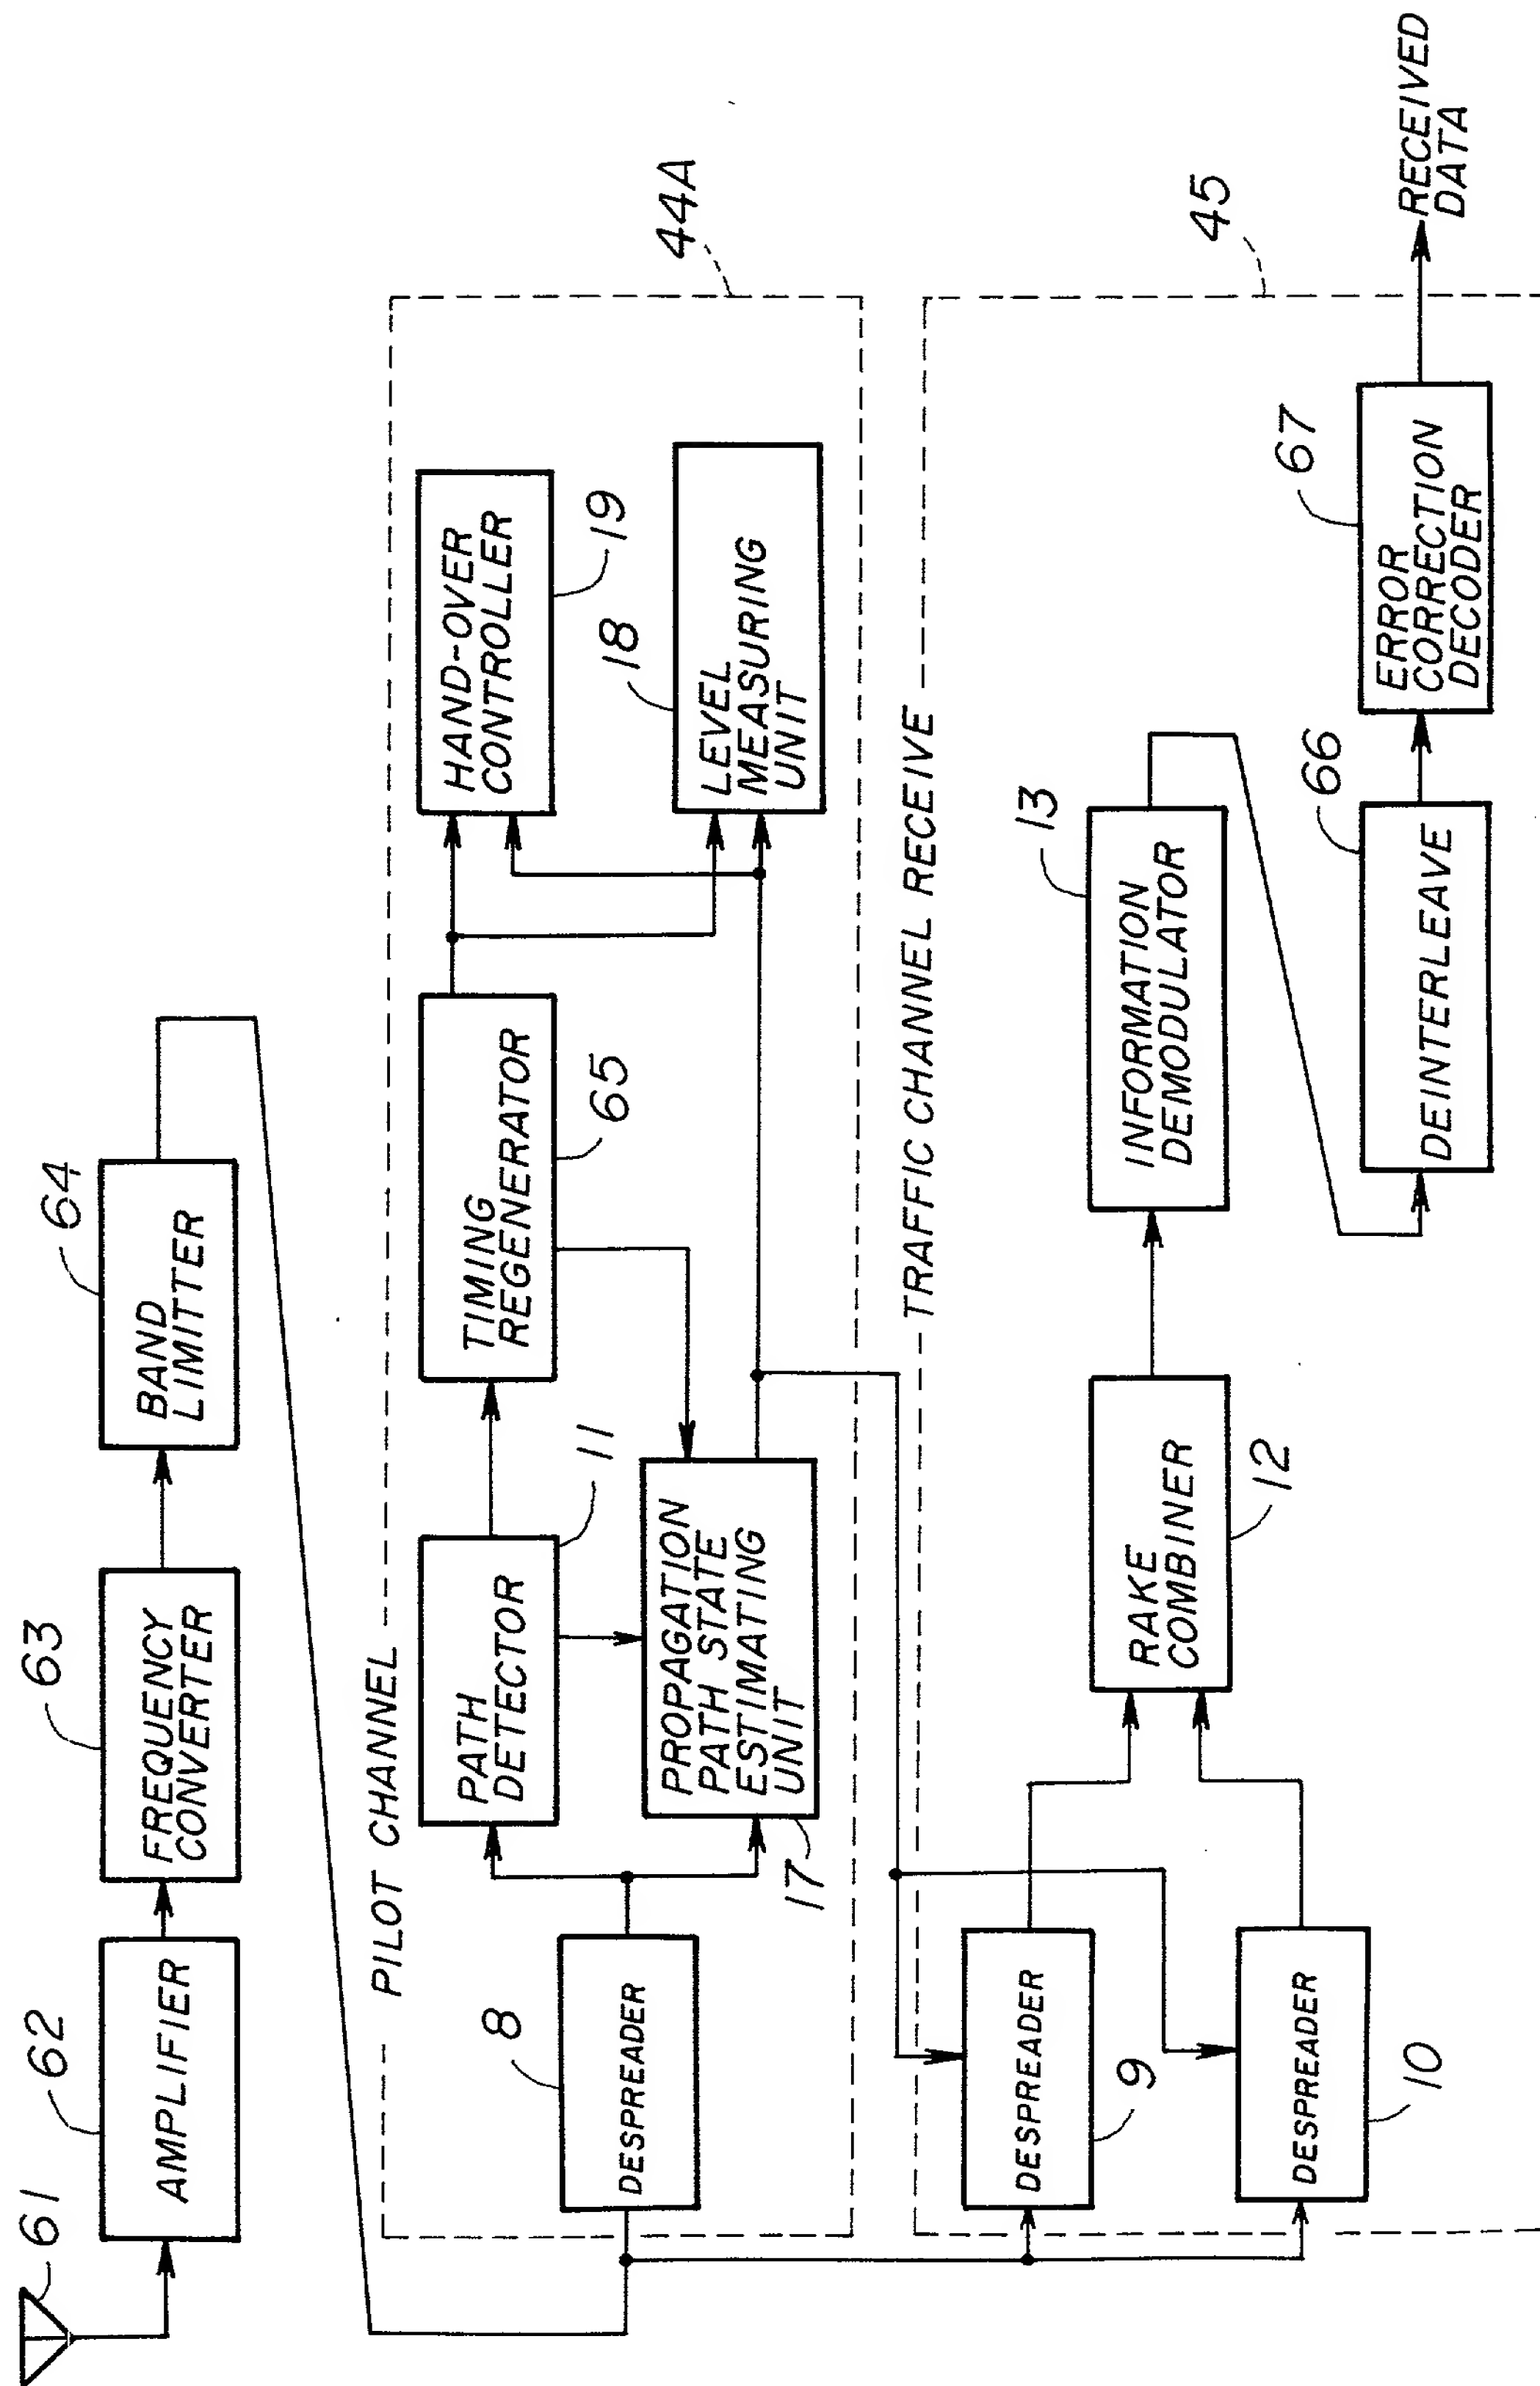 61
62
AMPLIFIER
63
FREQUENCY
CONVERTER
64
BAND
LIMITTER
PILOT CHANNEL
44A
8
DESPREADER
PATH
DETECTOR
11
TIMING
REGENERATOR
65
HAND-OVER
CONTROLLER
19
PROPAGATION
PATH STATE
ESTIMATING
UNIT
17
18
LEVEL
MEASURING
UNIT
TRAFFIC CHANNEL RECEIVE
45
DESPREADER
9
DESPREADER
10
RAKE
COMBINER
12
13
INFORMATION
DEMODULATOR
66
DEINTERLEAVE
67
ERROR
CORRECTION
DECODER
RECEIVED
DATA